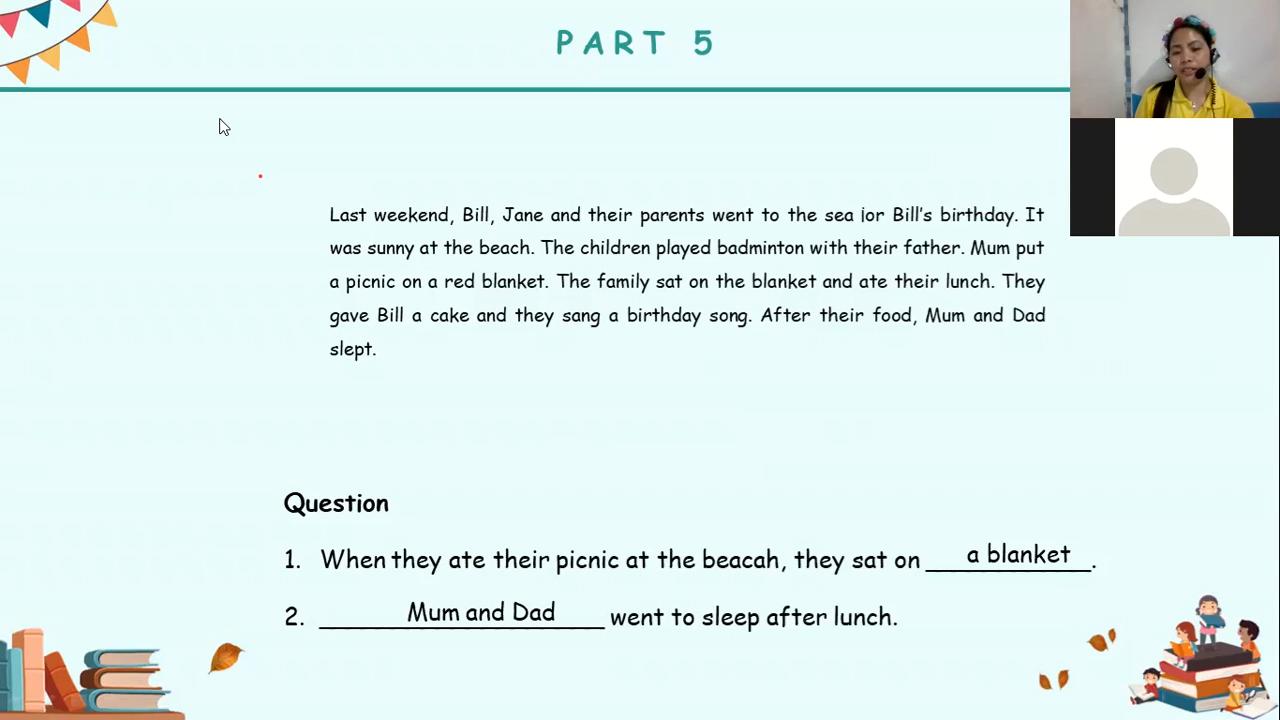 PART 5
Last weekend, Bill, Jane and their parents went to the sea ior Bill's birthday. It
was sunny at the beach. The children played badminton with their father. Mum put
a picnic on a red blanket. The family sat on the blanket and ate their lunch. They
gave Bill a cake and they sang a birthday song. After their food, Mum and Dad
slept.
Question
1. When they ate their picnic at the beacah, they sat on a blanket.
2. Mum and Dad went to sleep after lunch.